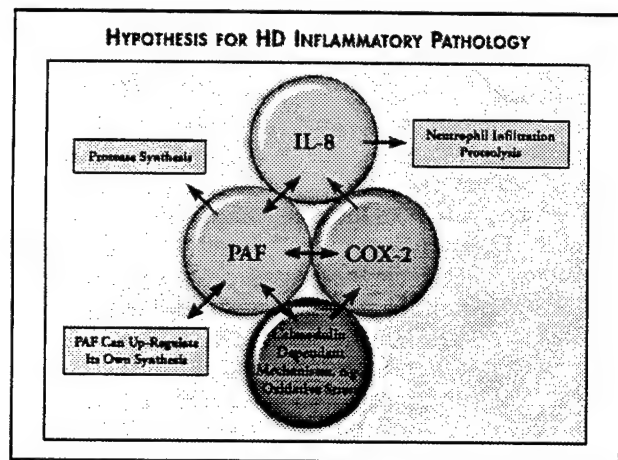 HYPOTHESIS FOR HD INFLAMMATORY PATHOLOGY
IL-8
Neutrophil Infiltration
Proteolysis
Protease Synthesis
PAF
COX-2
PAF Can Up-Regulate
Its Own Synthesis
Calmodulin
Dependant
Mechanisms, e.g.
Oxidative Stress